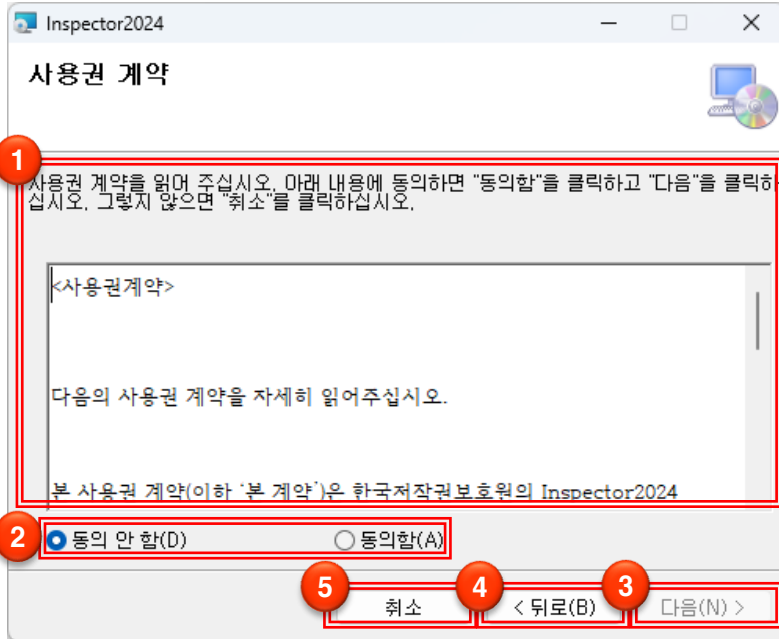 Inspector2024
사용권 계약
1
사용권 계약을 읽어 주십시오. 아래 내용에 동의하면 "동의함"을 클릭하고 "다음"을 클릭하
십시오. 그렇지 않으면 "취소"를 클릭하십시오.
<사용권계약>
다음의 사용권 계약을 자세히 읽어주십시오.
본 사용권 계약(이하 ‘본 계약’)은 한국저작권보호원의 Inspector2024
2
동의 안 함(D) 동의함(A)
5 4 3
취소 < 뒤로(B) 다음(N) >